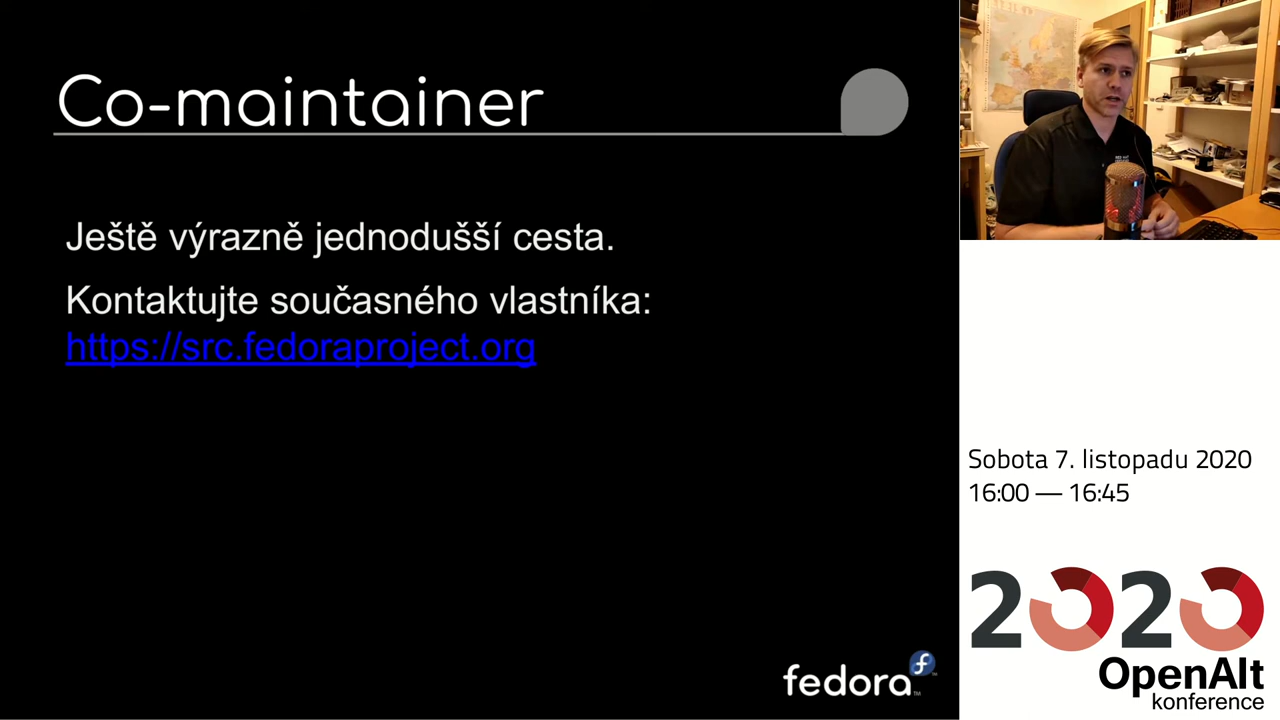 Co-maintainer
Ještě výrazně jednodušší cesta.
Kontaktujte současného vlastníka:
https://src.fedoraproject.org
fedora
Sobota 7. listopadu 2020
16:00 — 16:45
2020
OpenAlt
konference